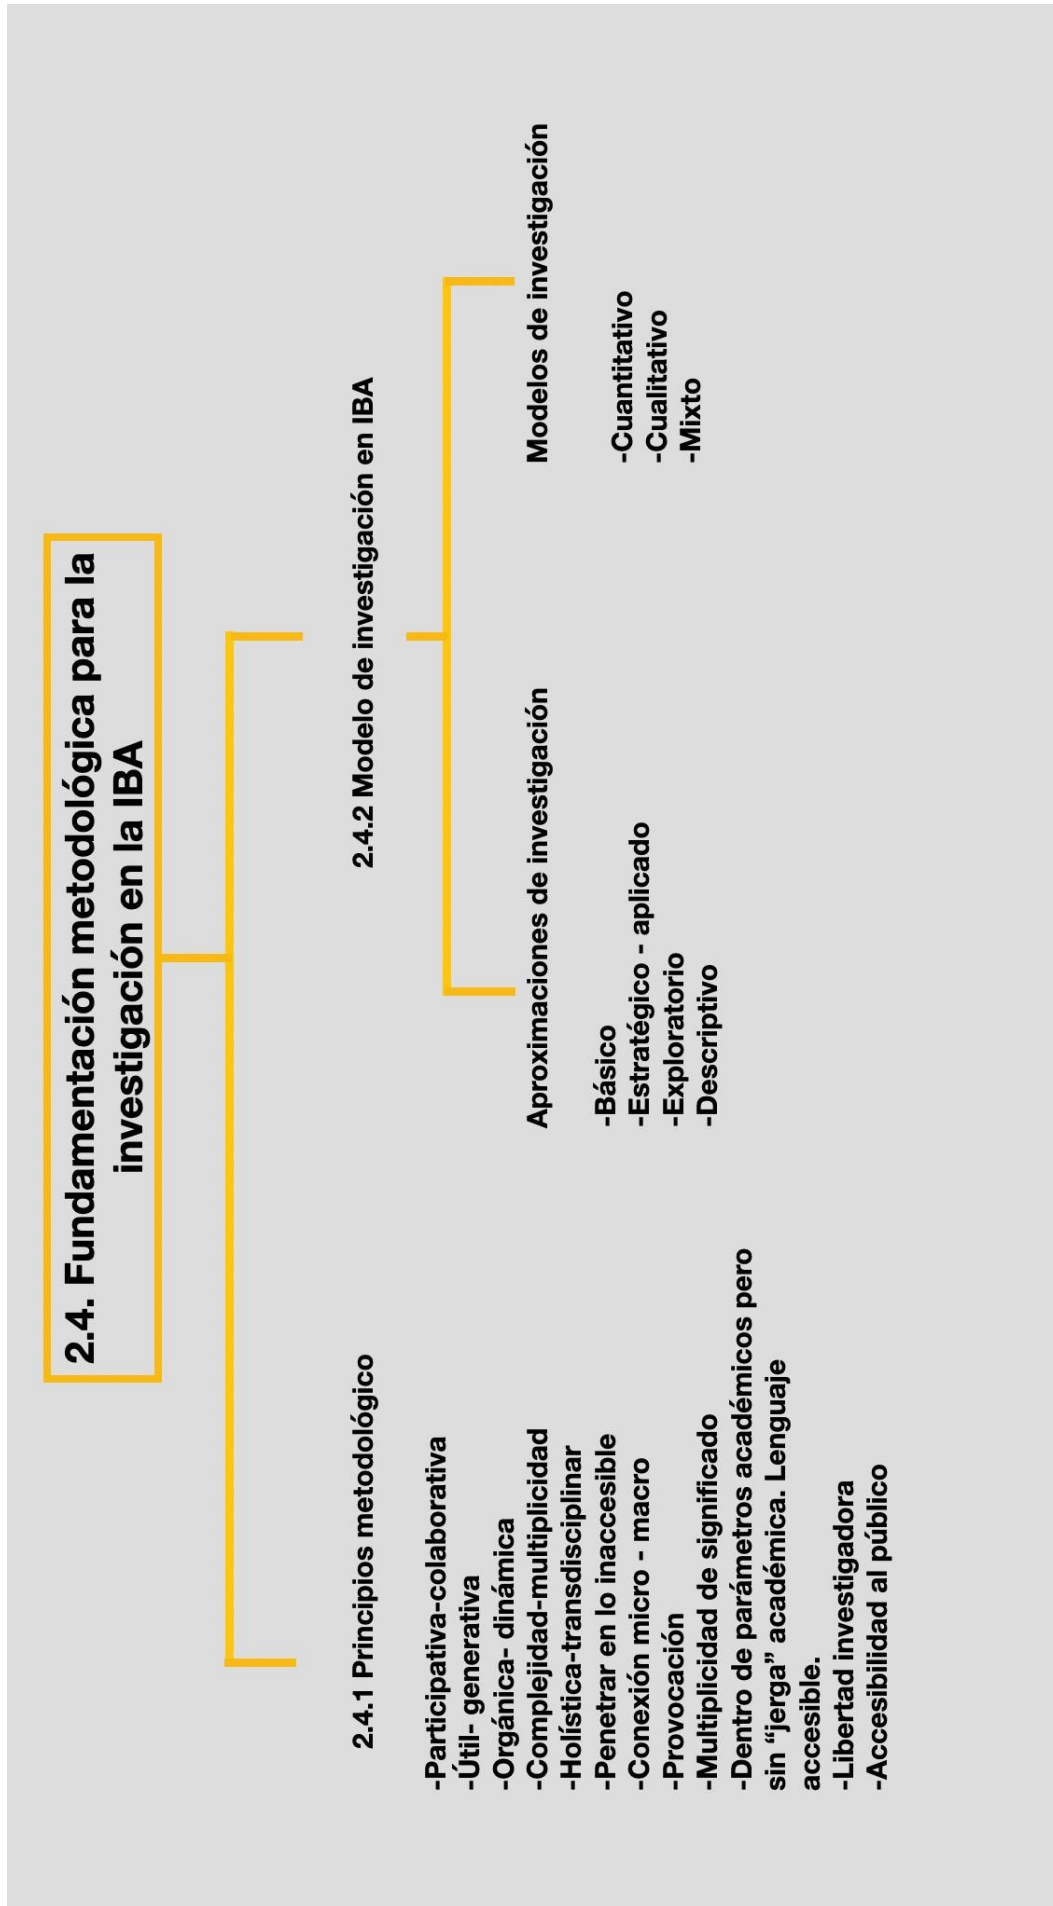 2.4. Fundamentación metodológica para la
investigación en la IBA
2.4.1 Principios metodológico
-Participativa-colaborativa
-Útil- generativa
-Orgánica- dinámica
-Complejidad-multiplicidad
-Holística-transdisciplinar
-Penetrar en lo inaccesible
-Conexión micro - macro
-Provocación
-Multiplicidad de significado
-Dentro de parámetros académicos pero
sin “jerga” académica. Lenguaje
accesible.
-Libertad investigadora
-Accesibilidad al público
2.4.2 Modelo de investigación en IBA
Aproximaciones de investigación
-Básico
-Estratégico - aplicado
-Exploratorio
-Descriptivo
Modelos de investigación
-Cuantitativo
-Cualitativo
-Mixto